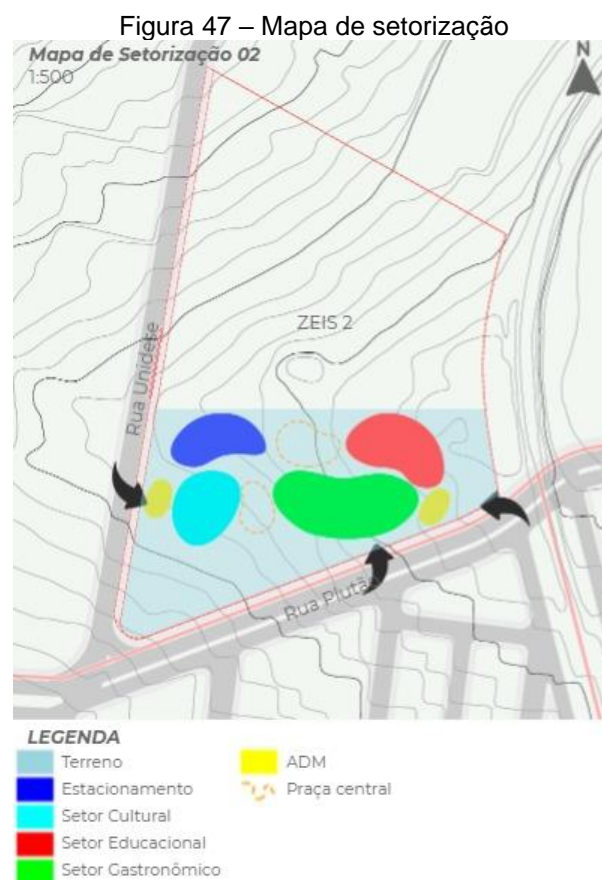 Figura 47 – Mapa de setorização
Mapa de Setorização 02
1:500
N
ZEIS 2
Rua Unidese
Rua Plutão
LEGENDA
Terreno
Estacionamento
Setor Cultural
Setor Educacional
Setor Gastronômico
ADM
Praça central